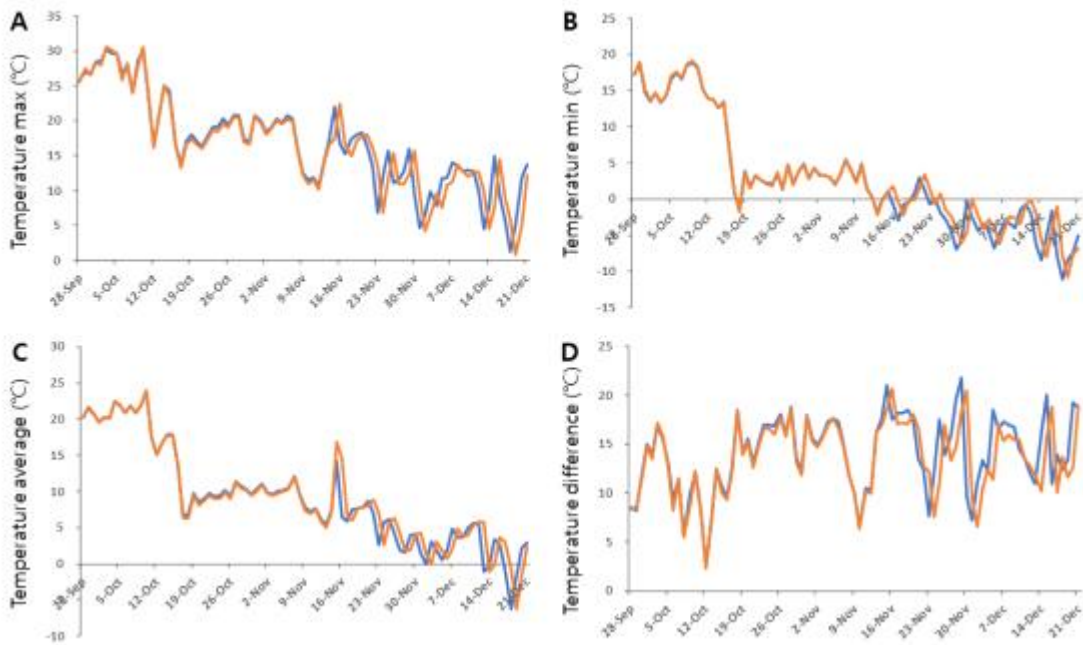 A
Temperature max (℃)
35
30
25
20
15
10
5
0
28-Sep
5-Oct
12-Oct
19-Oct
26-Oct
2-Nov
9-Nov
16-Nov
23-Nov
30-Nov
7-Dec
14-Dec
21-Dec
B
Temperature min (℃)
25
20
15
10
5
0
-5
-10
-15
28-Sep
5-Oct
12-Oct
19-Oct
26-Oct
2-Nov
9-Nov
16-Nov
23-Nov
30-Nov
7-Dec
14-Dec
21-Dec
C
Temperature average (℃)
30
25
20
15
10
5
0
-5
-10
28-Sep
5-Oct
12-Oct
19-Oct
26-Oct
2-Nov
9-Nov
16-Nov
23-Nov
30-Nov
7-Dec
14-Dec
21-Dec
D
Temperature difference (℃)
25
20
15
10
5
0
28-Sep
5-Oct
12-Oct
19-Oct
26-Oct
2-Nov
9-Nov
16-Nov
23-Nov
30-Nov
7-Dec
14-Dec
21-Dec